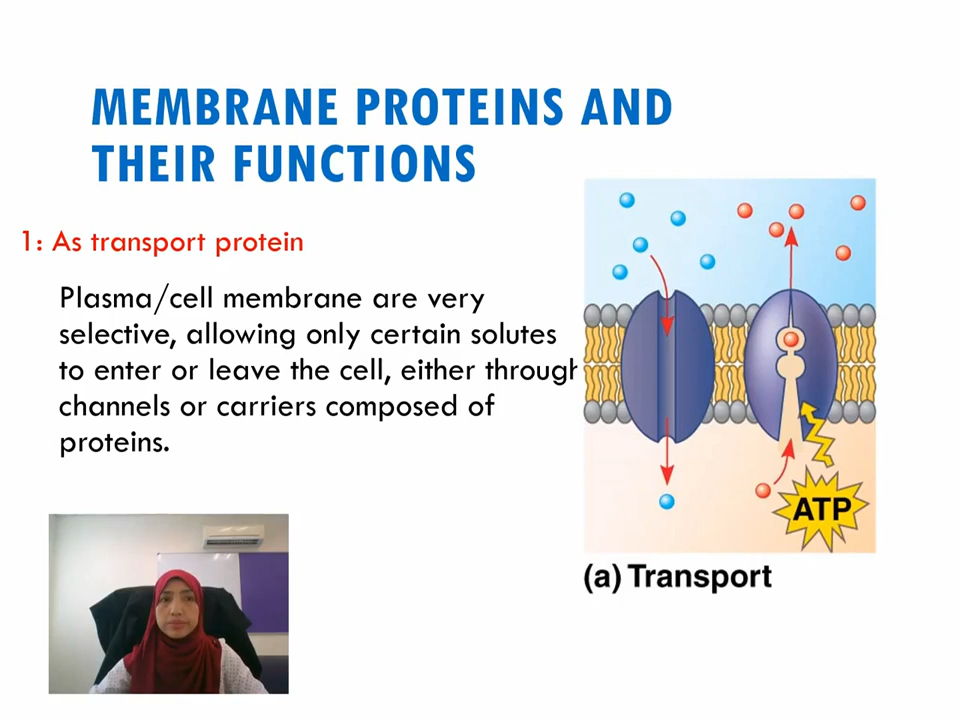 MEMBRANE PROTEINS AND
THEIR FUNCTIONS
1: As transport protein
Plasma/cell membrane are very
selective, allowing only certain solutes
to enter or leave the cell, either through
channels or carriers composed of
proteins.
ATP
(a) Transport